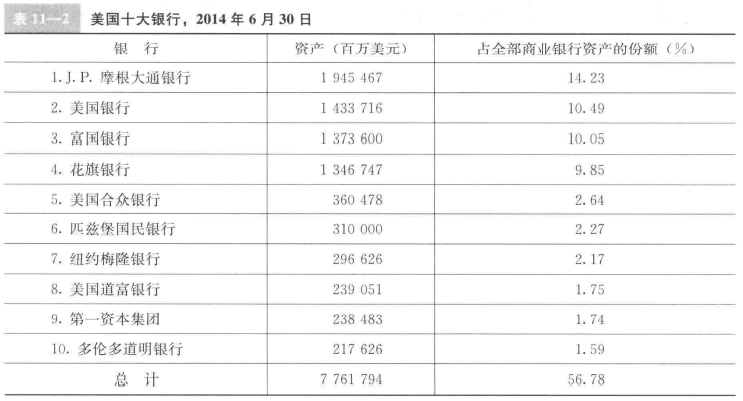 表 11—2 美国十大银行，2014 年 6 月 30 日
银 行 资产（百万美元） 占全部商业银行资产的份额（%）
1. J. P. 摩根大通银行 1 945 467 14.23
2. 美国银行 1 433 716 10.49
3. 富国银行 1 373 600 10.05
4. 花旗银行 1 346 747 9.85
5. 美国合众银行 360 478 2.64
6. 匹兹堡国民银行 310 000 2.27
7. 纽约梅隆银行 296 626 2.17
8. 美国道富银行 239 051 1.75
9. 第一资本集团 238 483 1.74
10. 多伦多道明银行 217 626 1.59
总 计 7 761 794 56.78